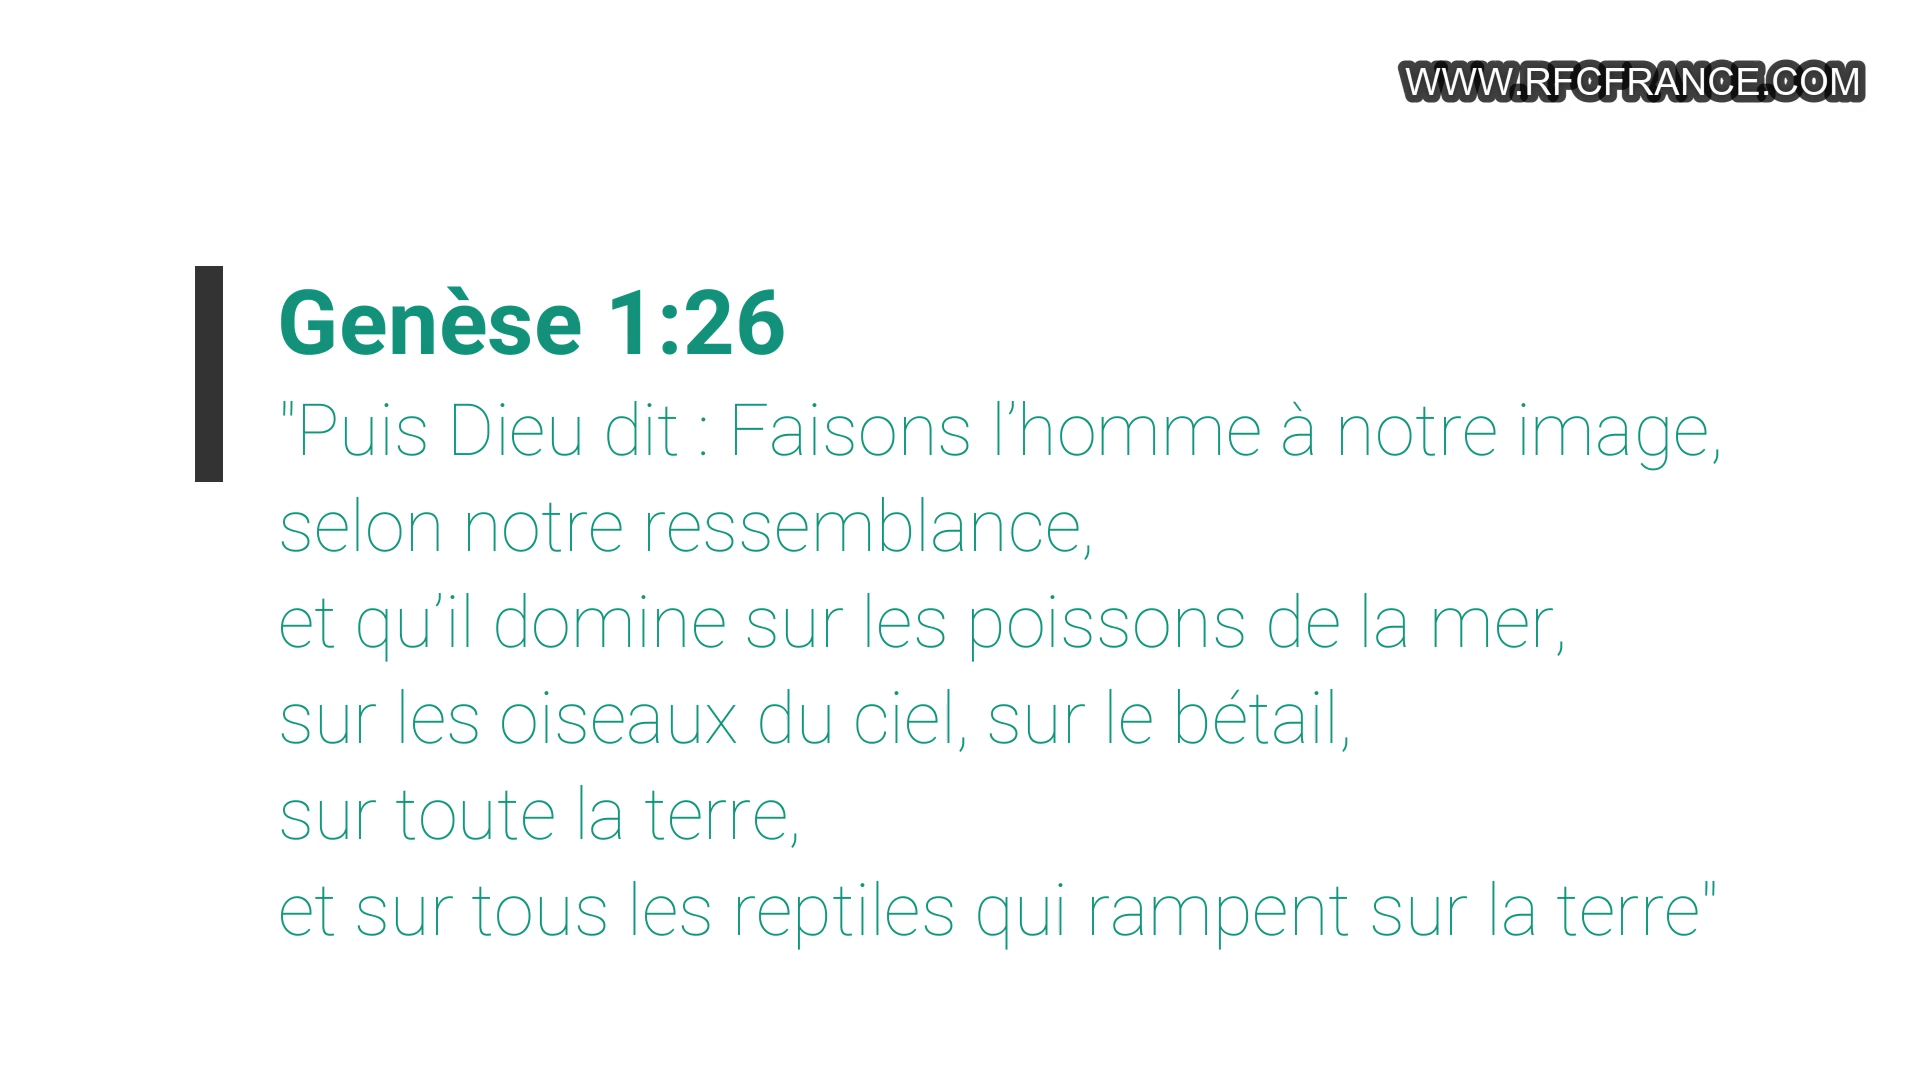 WWW.RFCFRANCE.COM
Genèse 1:26
"Puis Dieu dit : Faisons l’homme à notre image,
selon notre ressemblance,
et qu’il domine sur les poissons de la mer,
sur les oiseaux du ciel, sur le bétail,
sur toute la terre,
et sur tous les reptiles qui rampent sur la terre"